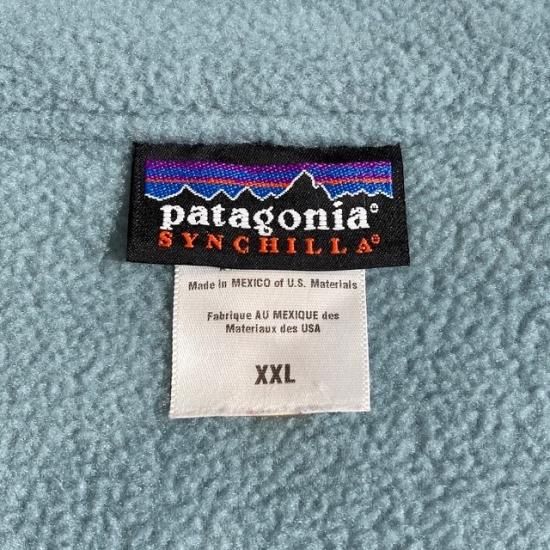 patagonia®
SYNCHILLA®
Made in MEXICO of U.S. Materials
Fabrique AU MEXIQUE des
Materiaux des USA
XXL